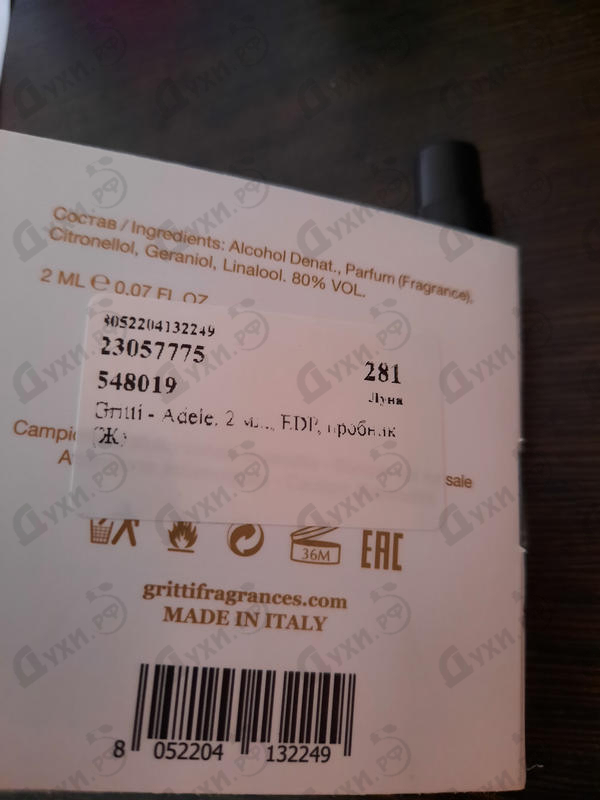 Состав / Ingredients: Alcohol Denat., Parfum (Fragrance),
Citronellol, Geraniol, Linalool. 80% VOL.
2 ML ℮ 0.07 FL OZ
8052204132249
23057775
281
548019
Луна
Gritti - Adele, 2 мл., EDP, пробник
(Ж)
sale
36M
EAC
grittifragrances.com
MADE IN ITALY
8 052204 132249
Духи.рф